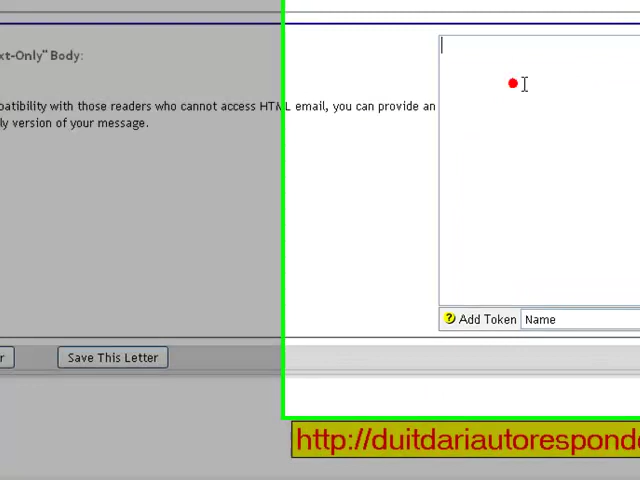 xt-Only" Body:
patibility with those readers who cannot access HTML email, you can provide an
ly version of your message.
? Add Token Name
r Save This Letter
http://duitdariautoresponde